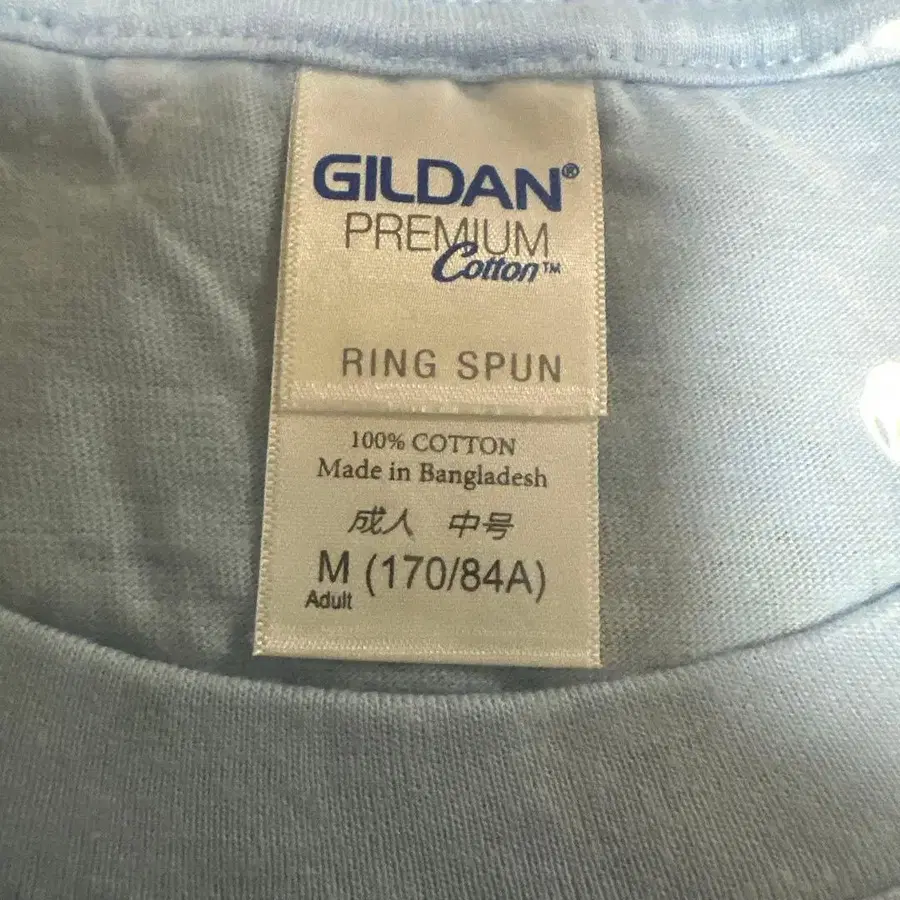 GILDAN®
PREMIUM
Cotton™
RING SPUN
100% COTTON
Made in Bangladesh
成人 中号
M (170/84A)
Adult